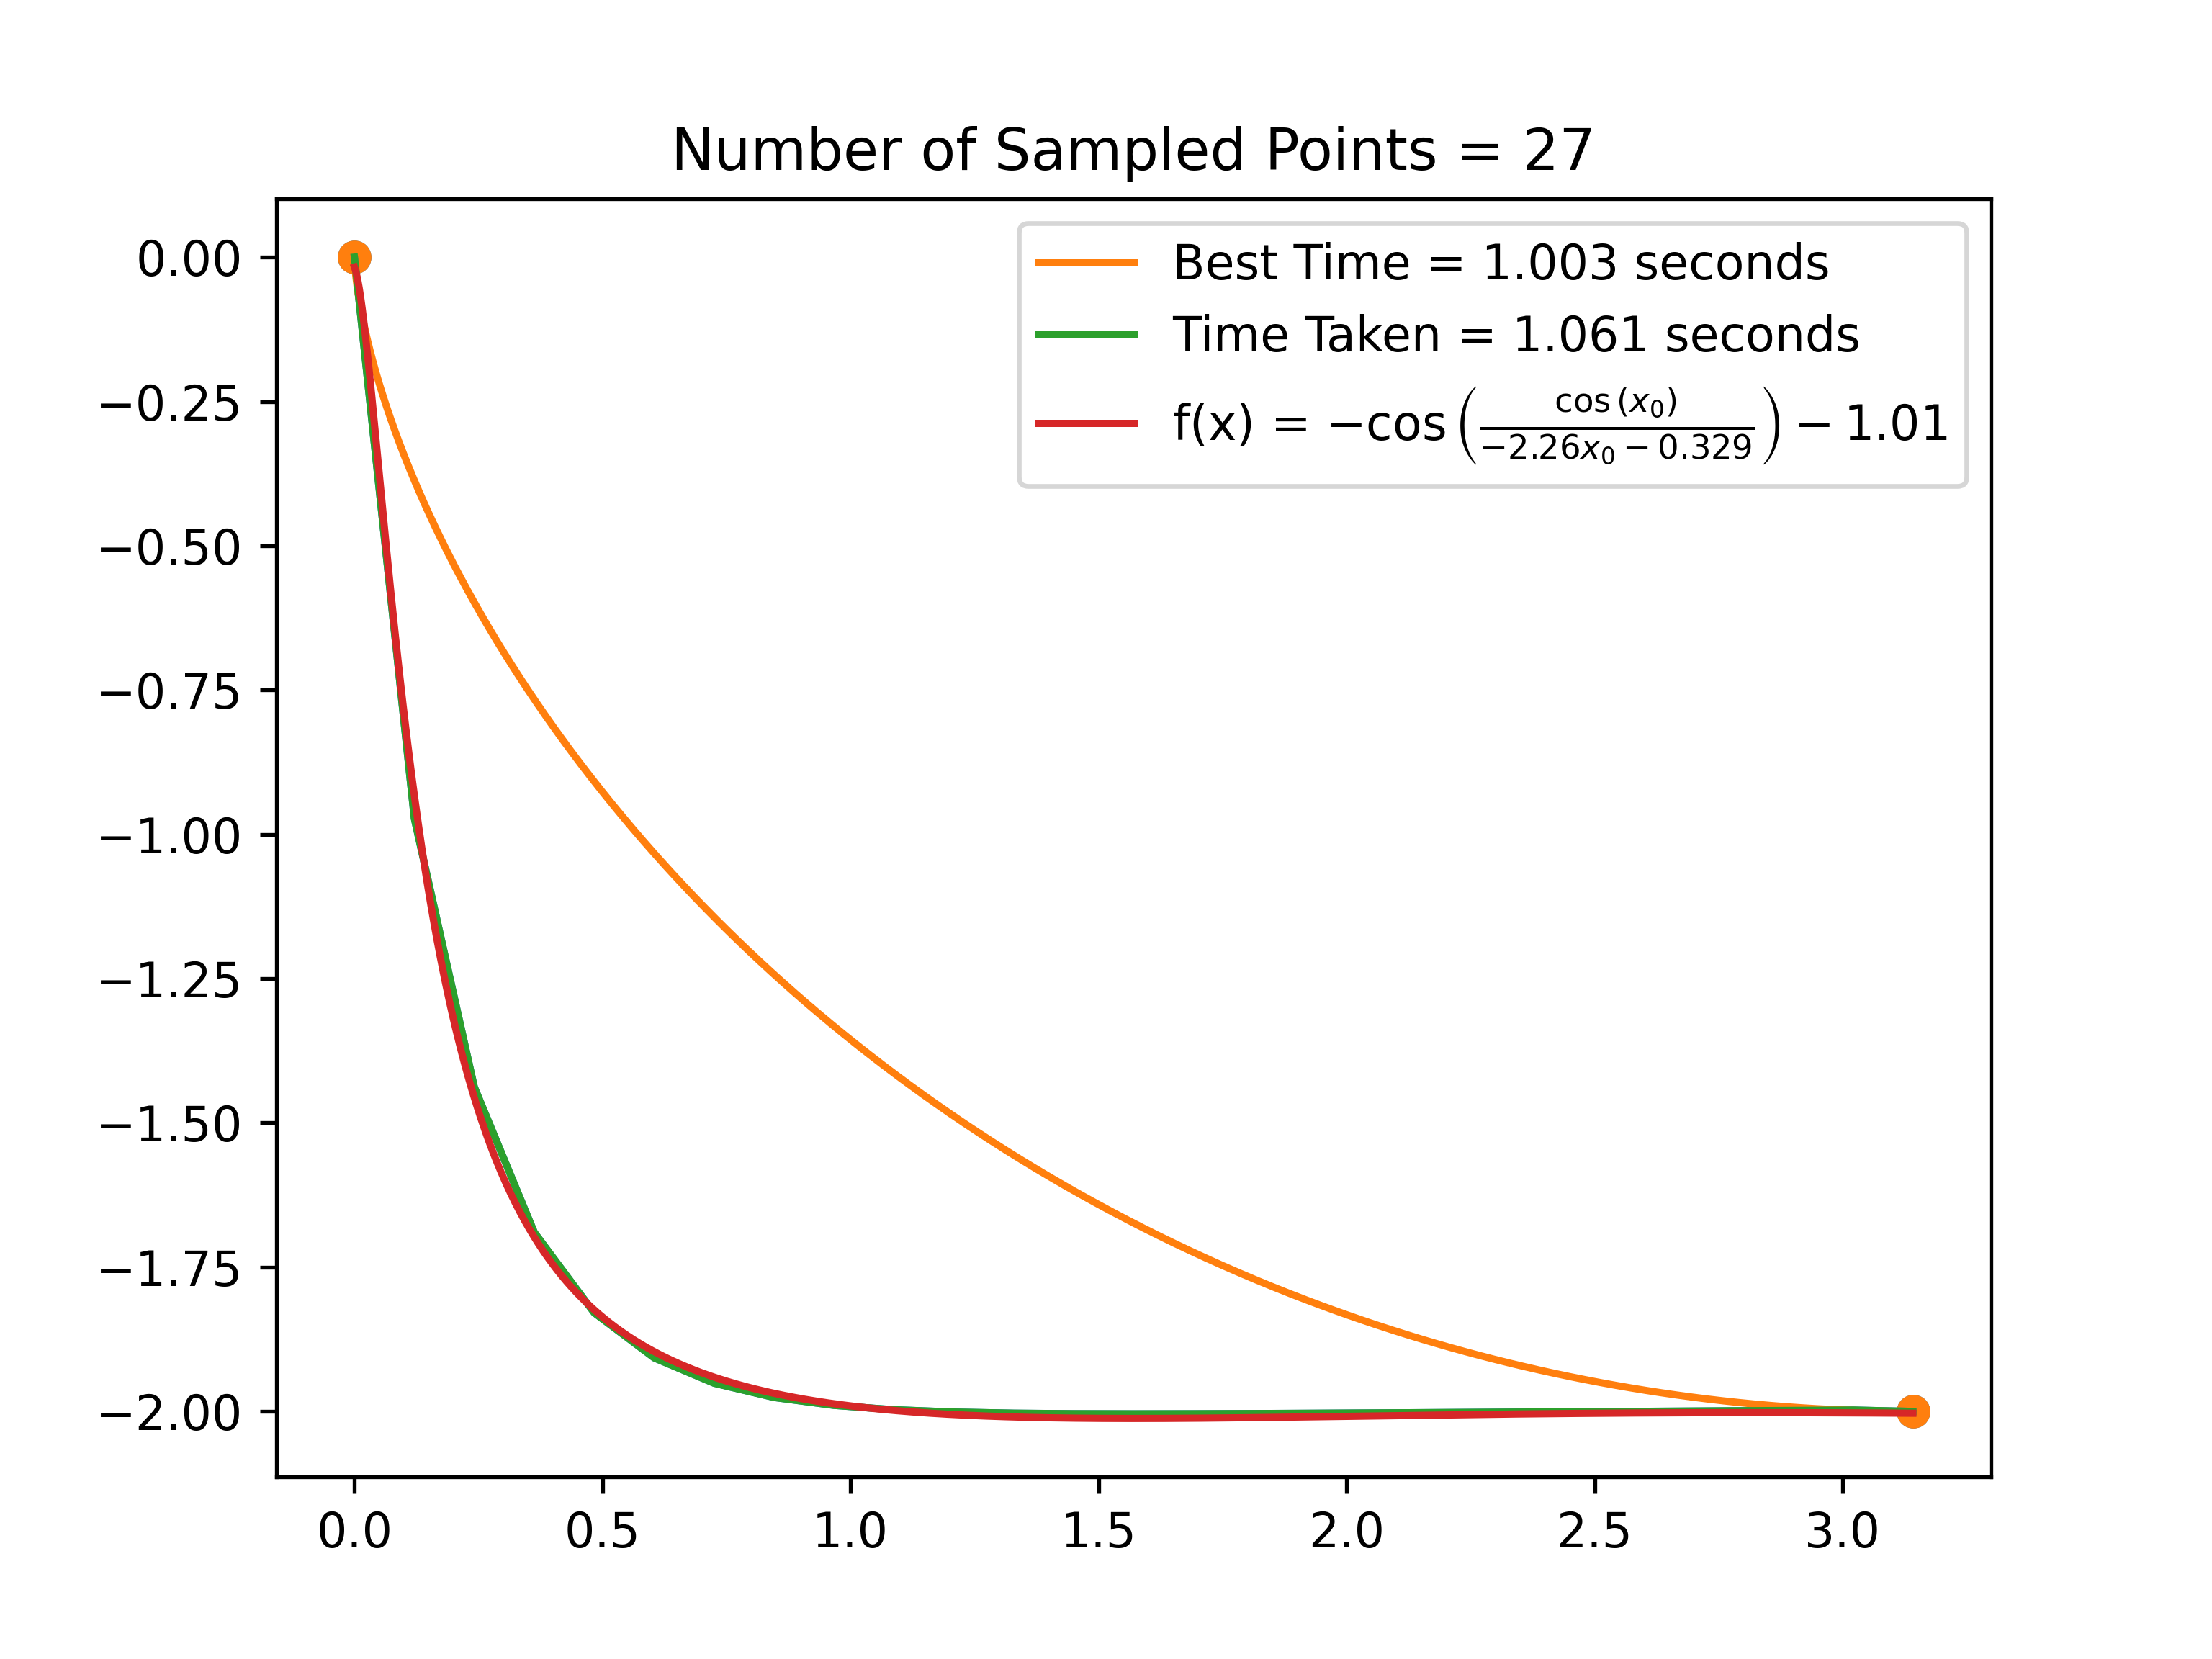 Number of Sampled Points = 27
Best Time = 1.003 seconds
Time Taken = 1.061 seconds
f(x) = −cos(cos(x₀)/(−2.26x₀ − 0.329)) − 1.01
0.00
−0.25
−0.50
−0.75
−1.00
−1.25
−1.50
−1.75
−2.00
0.0 0.5 1.0 1.5 2.0 2.5 3.0